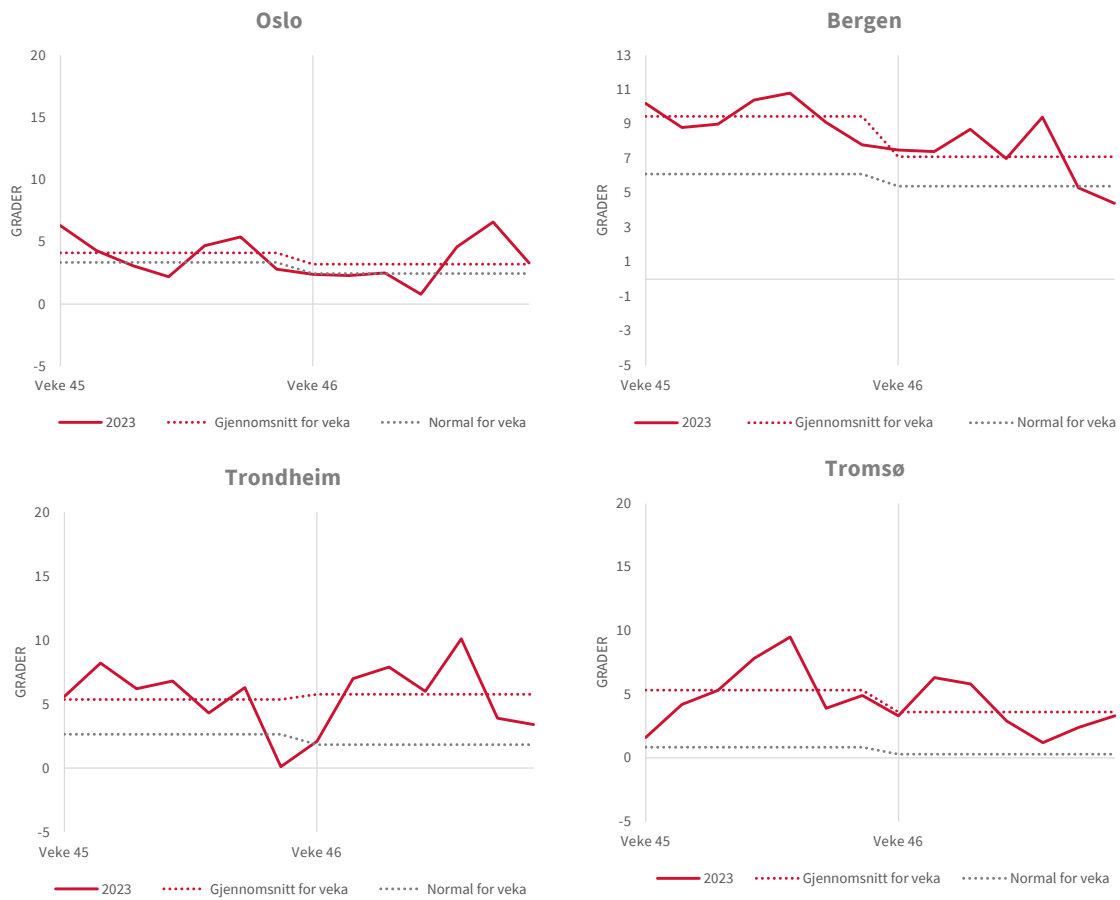 Oslo
20
15
10
5
0
-5
GRADER
Veke 45 Veke 46
2023 Gjennomsnitt for veka Normal for veka
Bergen
13
11
9
7
5
3
1
-1
-3
-5
GRADER
Veke 45 Veke 46
2023 Gjennomsnitt for veka Normal for veka
Trondheim
20
15
10
5
0
-5
GRADER
Veke 45 Veke 46
2023 Gjennomsnitt for veka Normal for veka
Tromsø
20
15
10
5
0
-5
GRADER
Veke 45 Veke 46
2023 Gjennomsnitt for veka Normal for veka